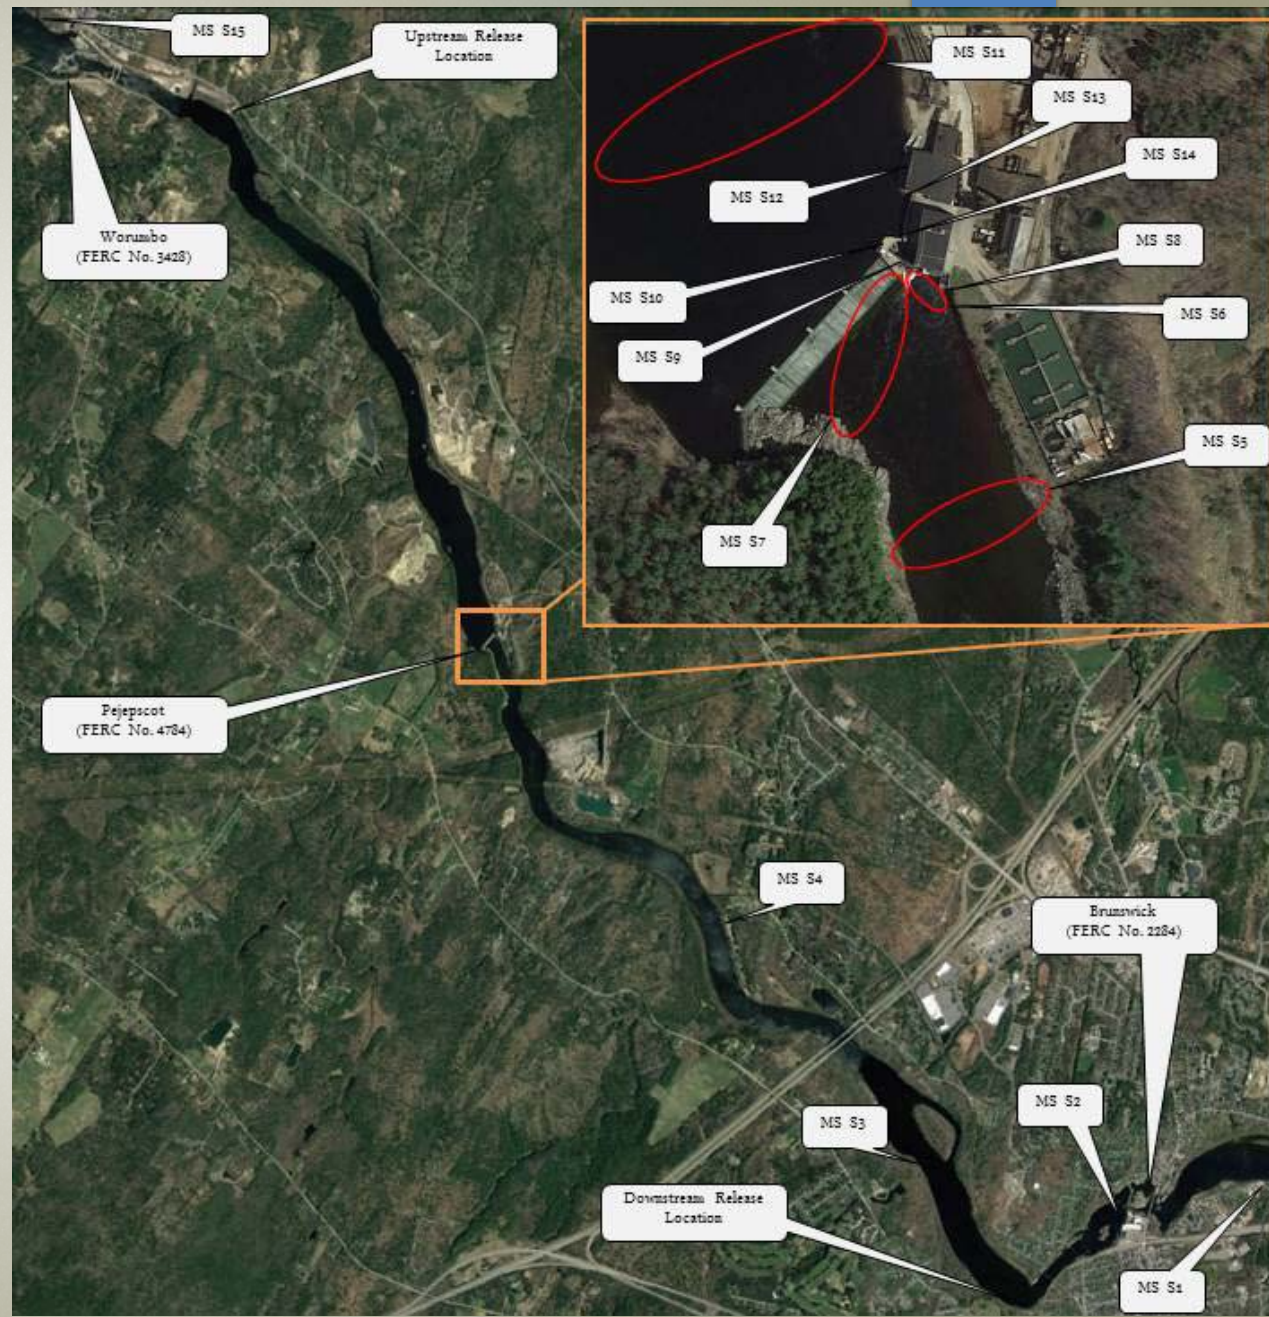 MS S15
Upstream Release
Location
MS S11
MS S13
MS S14
MS S12
Worumbo
(FERC No. 3428)
MS S8
MS S10
MS S6
MS S9
MS S5
MS S7
Pejepscot
(FERC No. 4784)
MS S4
Brunswick
(FERC No. 2284)
MS S2
MS S3
Downstream Release
Location
MS S1